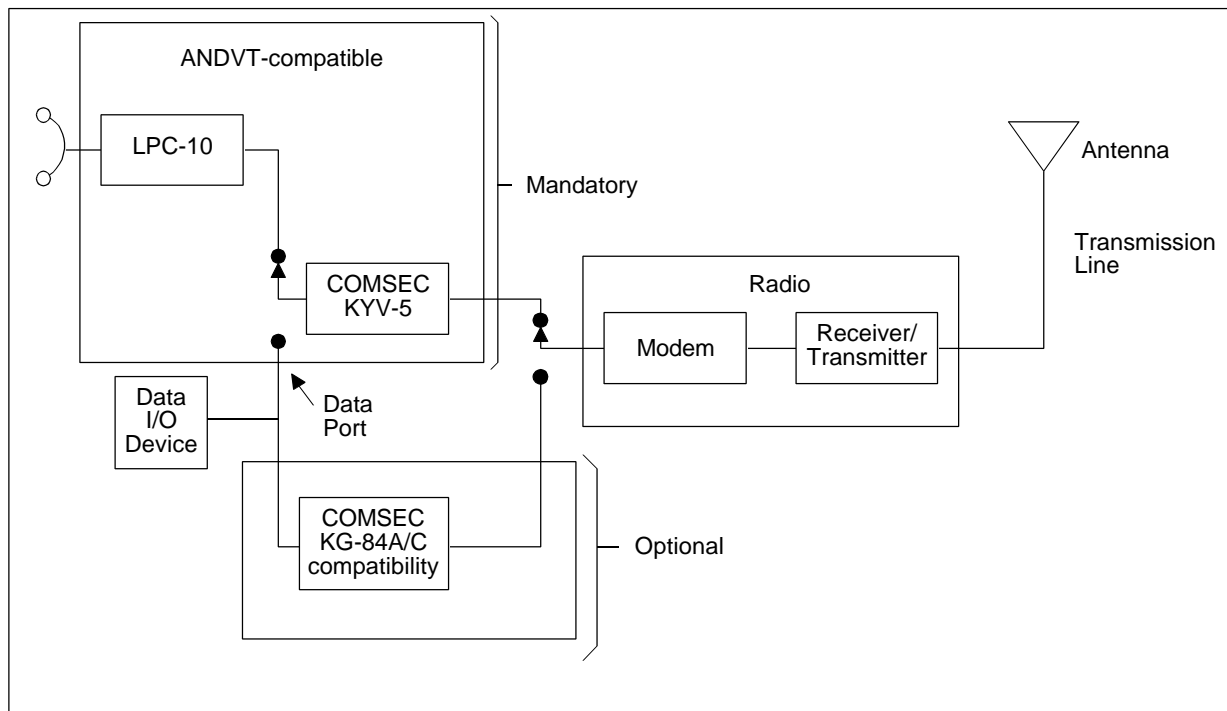 ANDVT-compatible
LPC-10
Mandatory
COMSEC
KYV-5
Antenna
Transmission
Line
Radio
Modem
Receiver/
Transmitter
Data
I/O
Device
Data
Port
COMSEC
KG-84A/C
compatibility
Optional